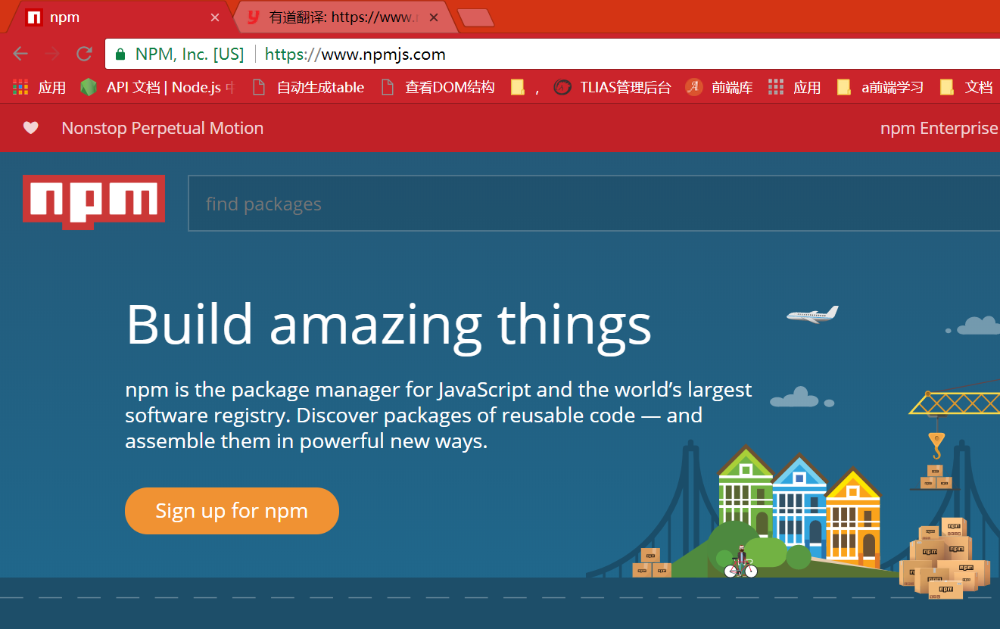 npm
有道翻译: https://www.
NPM, Inc. [US] https://www.npmjs.com
应用 API 文档 | Node.js 自动生成table 查看DOM结构 , TLIAS管理后台 前端库 应用 a前端学习 文档
Nonstop Perpetual Motion
npm Enterprise
npm
find packages
Build amazing things
npm is the package manager for JavaScript and the world’s largest
software registry. Discover packages of reusable code — and
assemble them in powerful new ways.
Sign up for npm